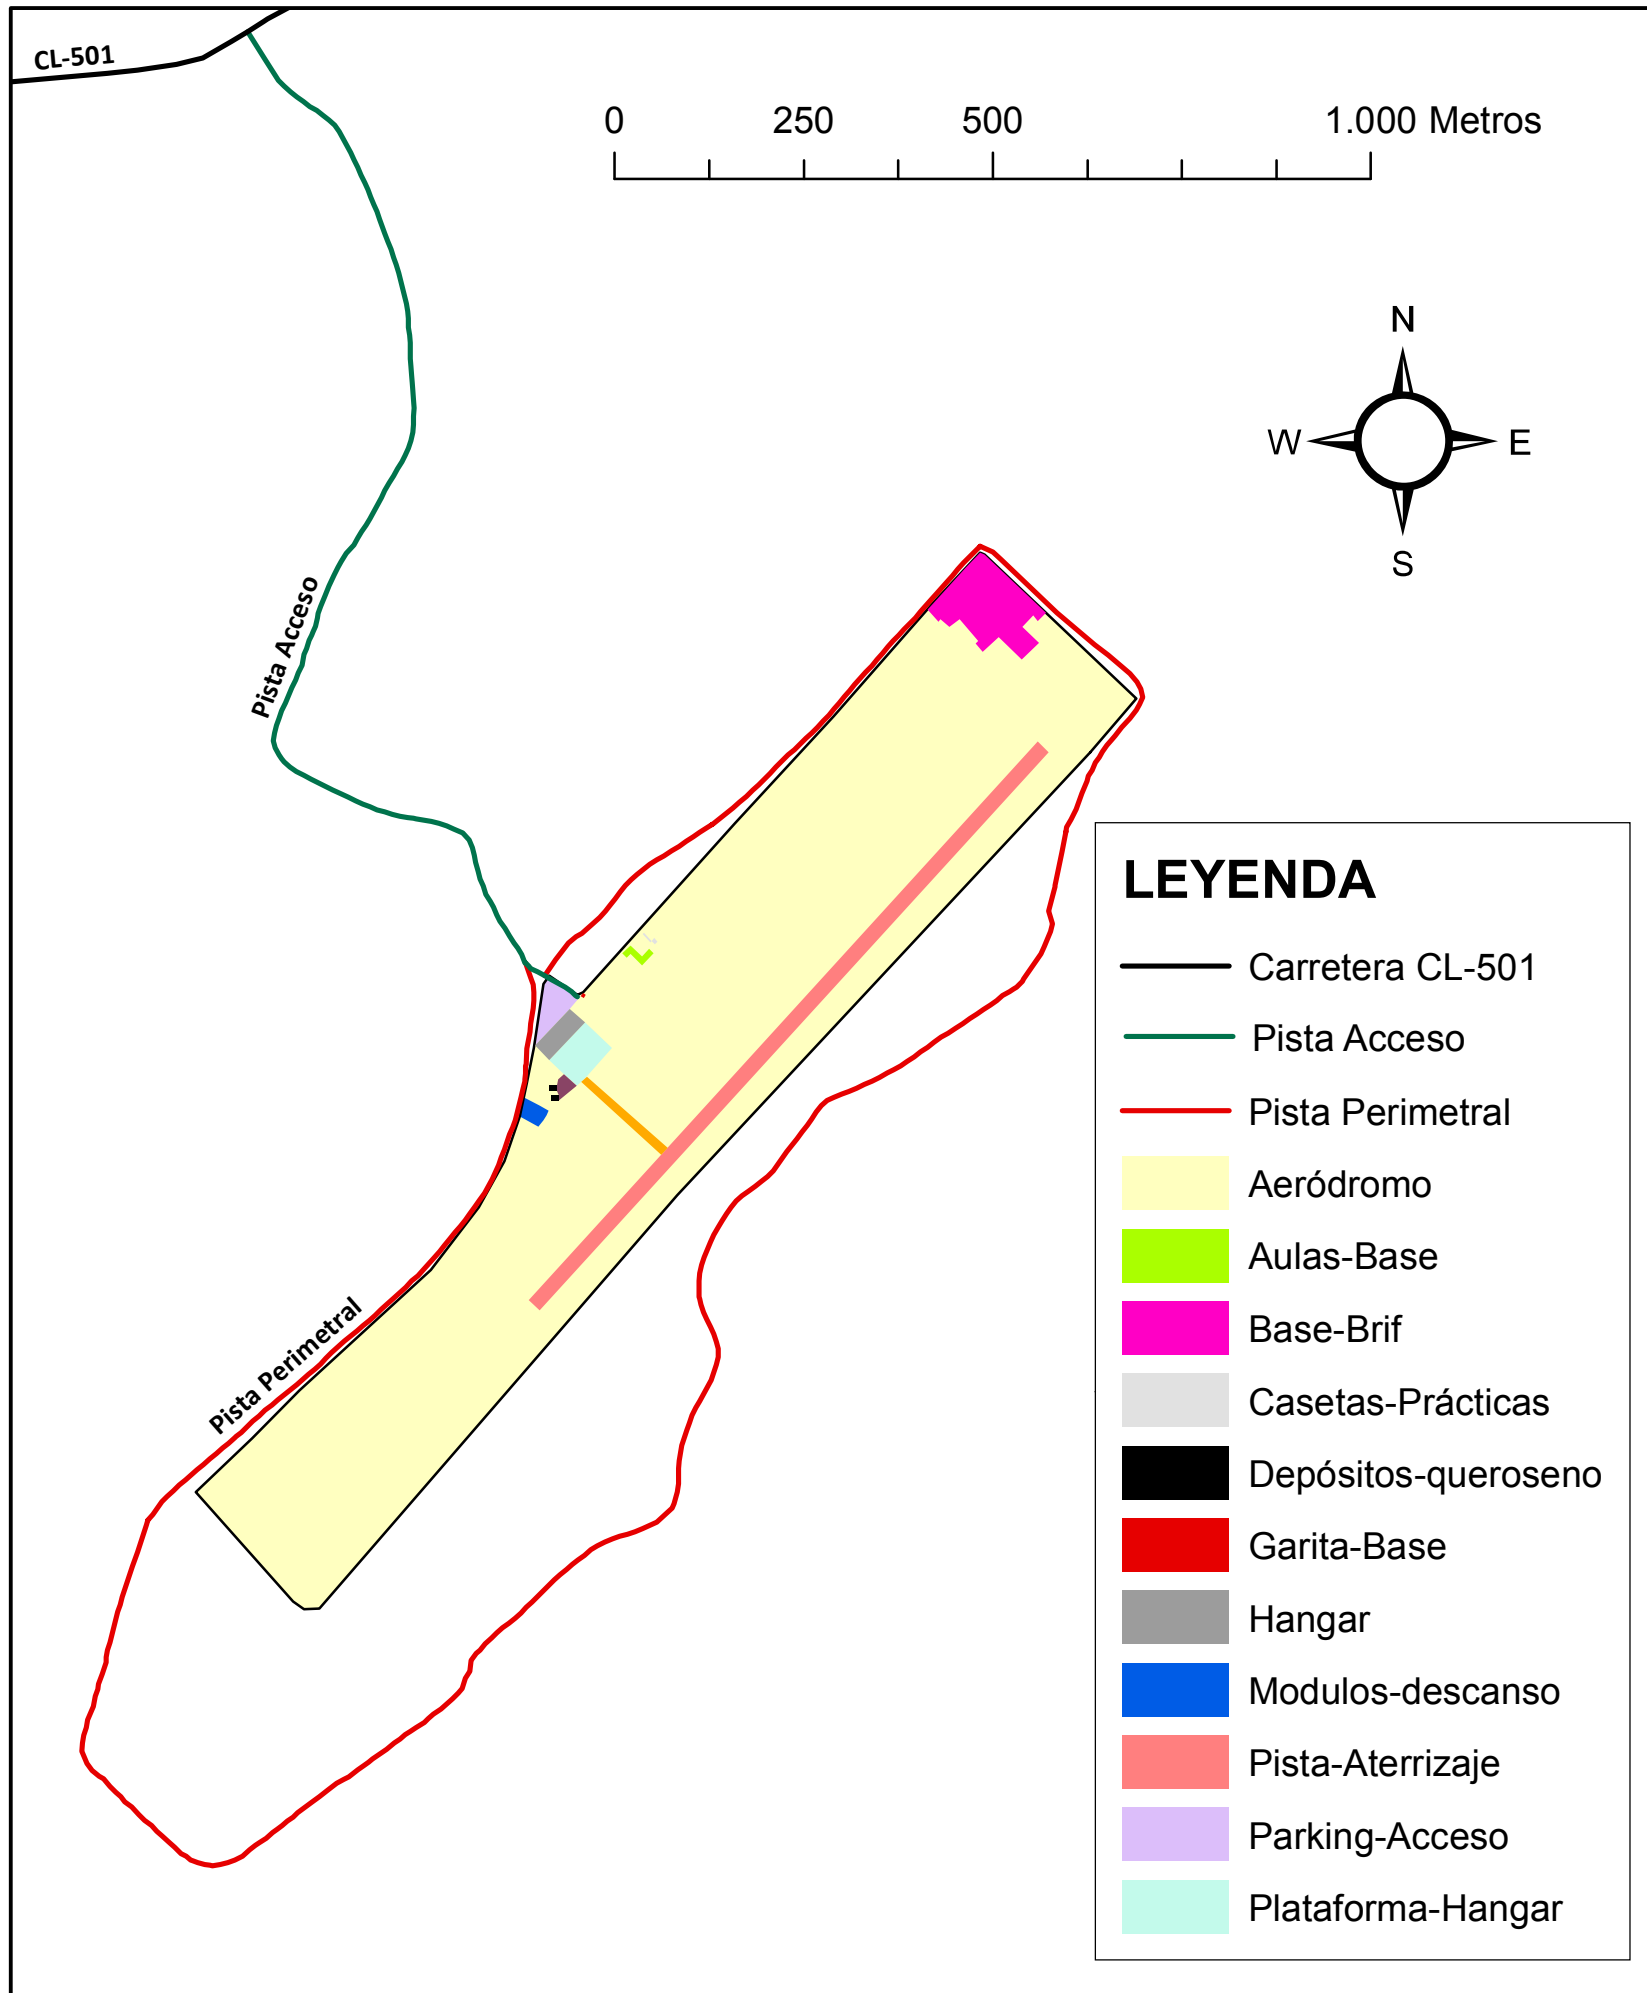 CL-501
0 250 500 1.000 Metros
N
W E
S
Pista Acceso
Pista Perimetral
LEYENDA
Carretera CL-501
Pista Acceso
Pista Perimetral
Aeródromo
Aulas-Base
Base-Brif
Casetas-Prácticas
Depósitos-queroseno
Garita-Base
Hangar
Modulos-descanso
Pista-Aterrizaje
Parking-Acceso
Plataforma-Hangar